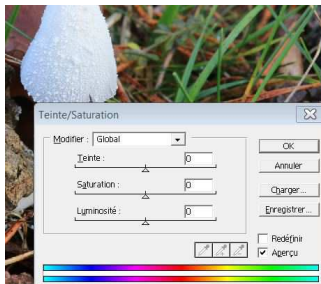 Teinte/Saturation
Modifier : Global
Teinte : 0
Saturation : 0
Luminosité : 0
OK
Annuler
Charger...
Enregistrer...
Redéfinir
Aperçu